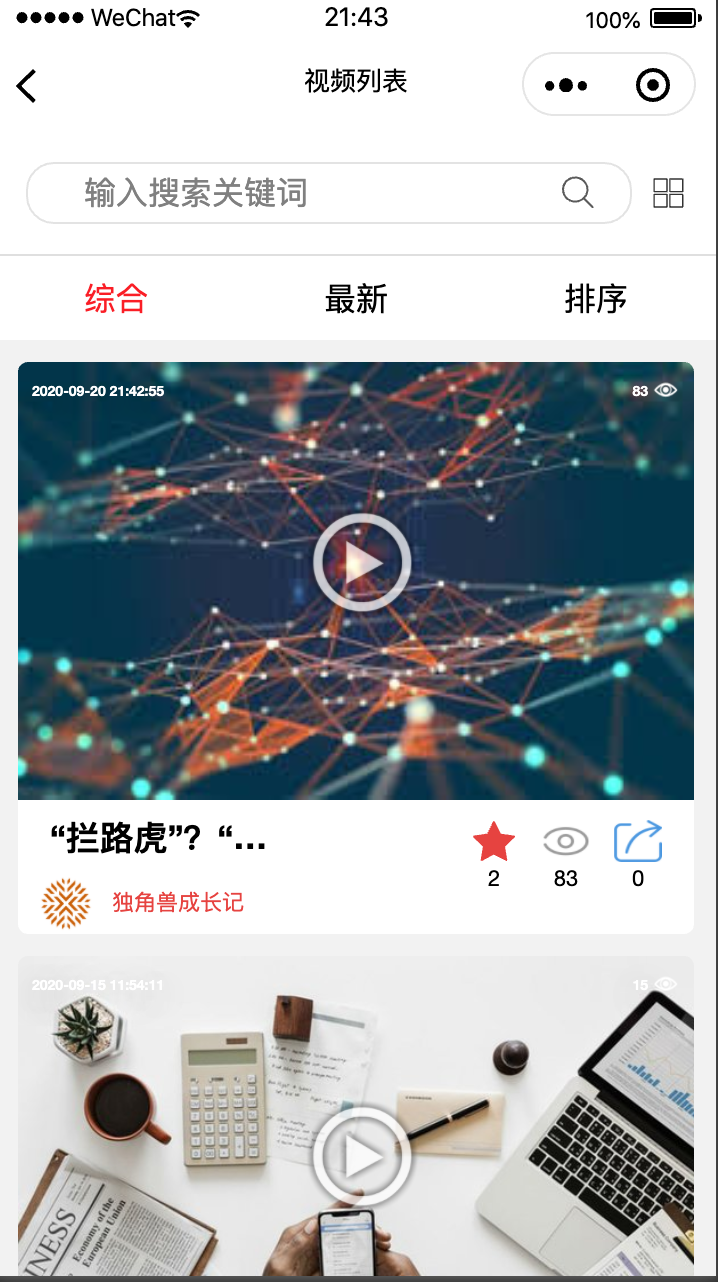 WeChat 21:43 100%
视频列表
输入搜索关键词
综合 最新 排序
2020-09-20 21:42:55 83
“拦路虎”？“...
2 83 0
独角兽成长记
2020-09-15 11:54:11 15
INESS
Economy of the
European Union